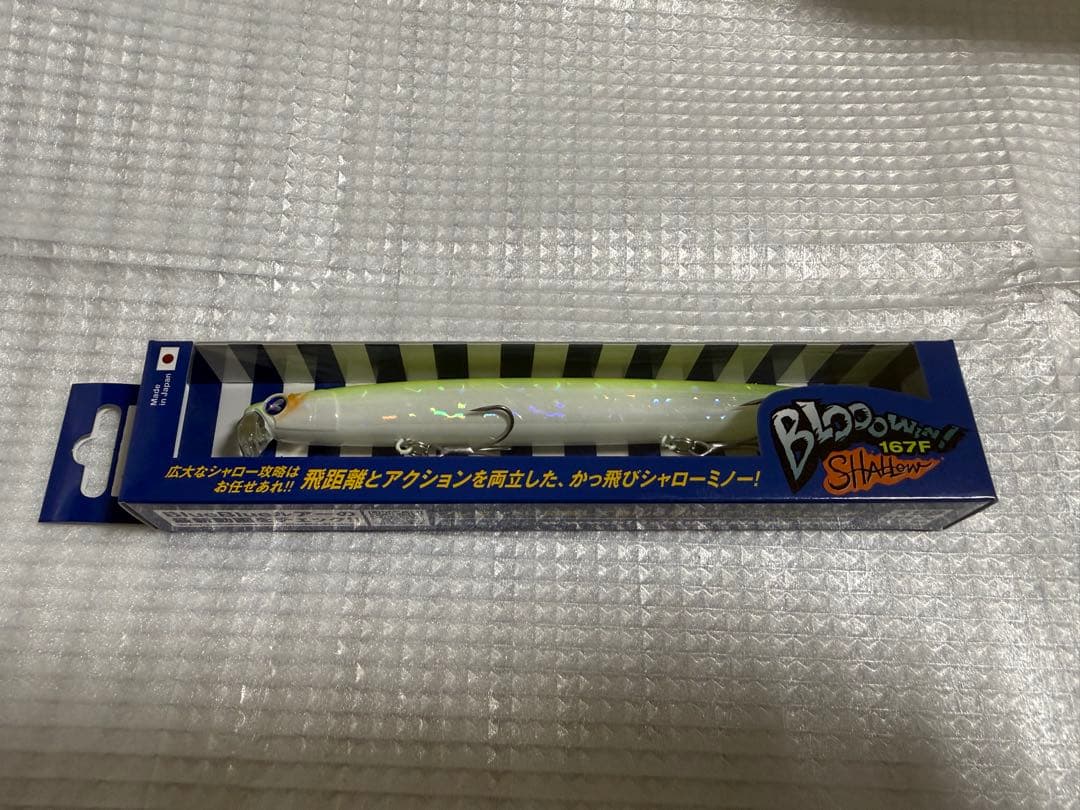 Made
in Japan
BLOOOWIN!
167F
SHALLOW
広大なシャロー攻略は
お任せあれ!! 飛距離とアクションを両立した、かっ飛びシャローミノー!